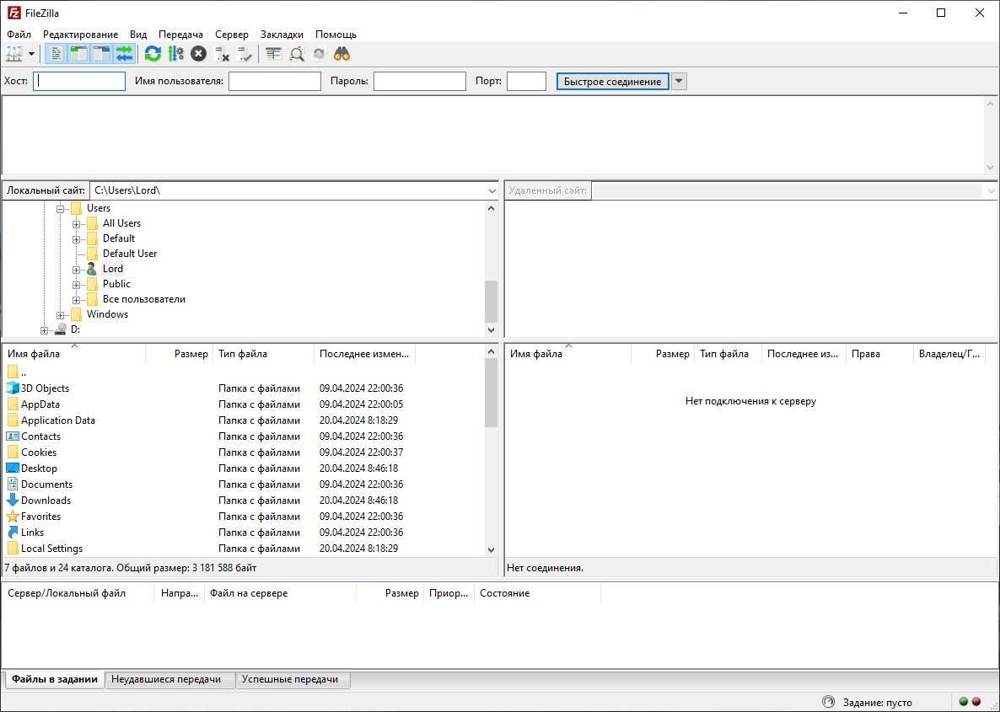 FileZilla
Файл Редактирование Вид Передача Сервер Закладки Помощь
Хост: Имя пользователя: Пароль: Порт: Быстрое соединение
Локальный сайт: C:\Users\Lord\
Удаленный сайт:
Users
All Users
Default
Default User
Lord
Public
Все пользователи
Windows
D:
Имя файла Размер Тип файла Последнее измен...
..
3D Objects Папка с файлами 09.04.2024 22:00:36
AppData Папка с файлами 09.04.2024 22:00:05
Application Data Папка с файлами 20.04.2024 8:18:29
Contacts Папка с файлами 09.04.2024 22:00:36
Cookies Папка с файлами 09.04.2024 22:00:37
Desktop Папка с файлами 20.04.2024 8:46:18
Documents Папка с файлами 09.04.2024 22:00:36
Downloads Папка с файлами 20.04.2024 8:46:18
Favorites Папка с файлами 09.04.2024 22:00:36
Links Папка с файлами 09.04.2024 22:00:36
Local Settings Папка с файлами 20.04.2024 8:18:29
7 файлов и 24 каталога. Общий размер: 3 181 588 байт
Имя файла Размер Тип файла Последнее из... Права Владелец/Г...
Нет подключения к серверу
Нет соединения.
Сервер/Локальный файл Напра... Файл на сервере Размер Приор... Состояние
Файлы в задании Неудавшиеся передачи Успешные передачи
Задание: пусто